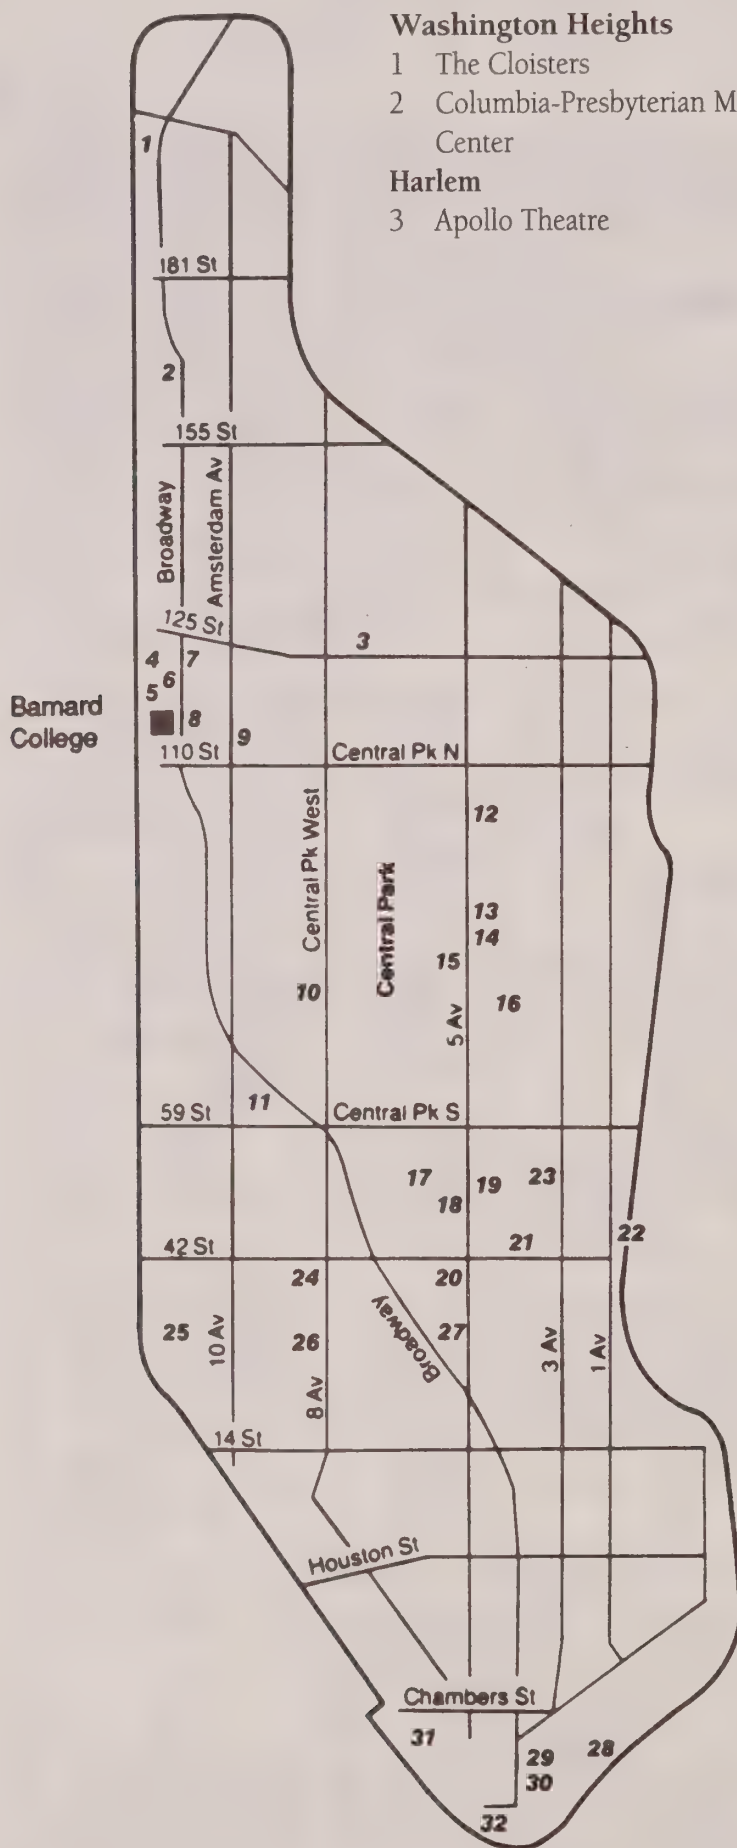 Washington Heights
1 The Cloisters
2 Columbia-Presbyterian M
Center
Harlem
3 Apollo Theatre
1
181 St
2
155 St
Broadway
Amsterdam Av
125 St
3
4
7
6
5
Barnard
College
8
9
110 St
Central Pk N
Central Pk West
Central Park
12
13
14
15
10
16
5 Av
11
59 St
Central Pk S
17
19
23
18
22
42 St
21
24
20
25
10 Av
26
Broadway
27
3 Av
1 Av
8 Av
14 St
Houston St
Chambers St
31
29
28
30
32